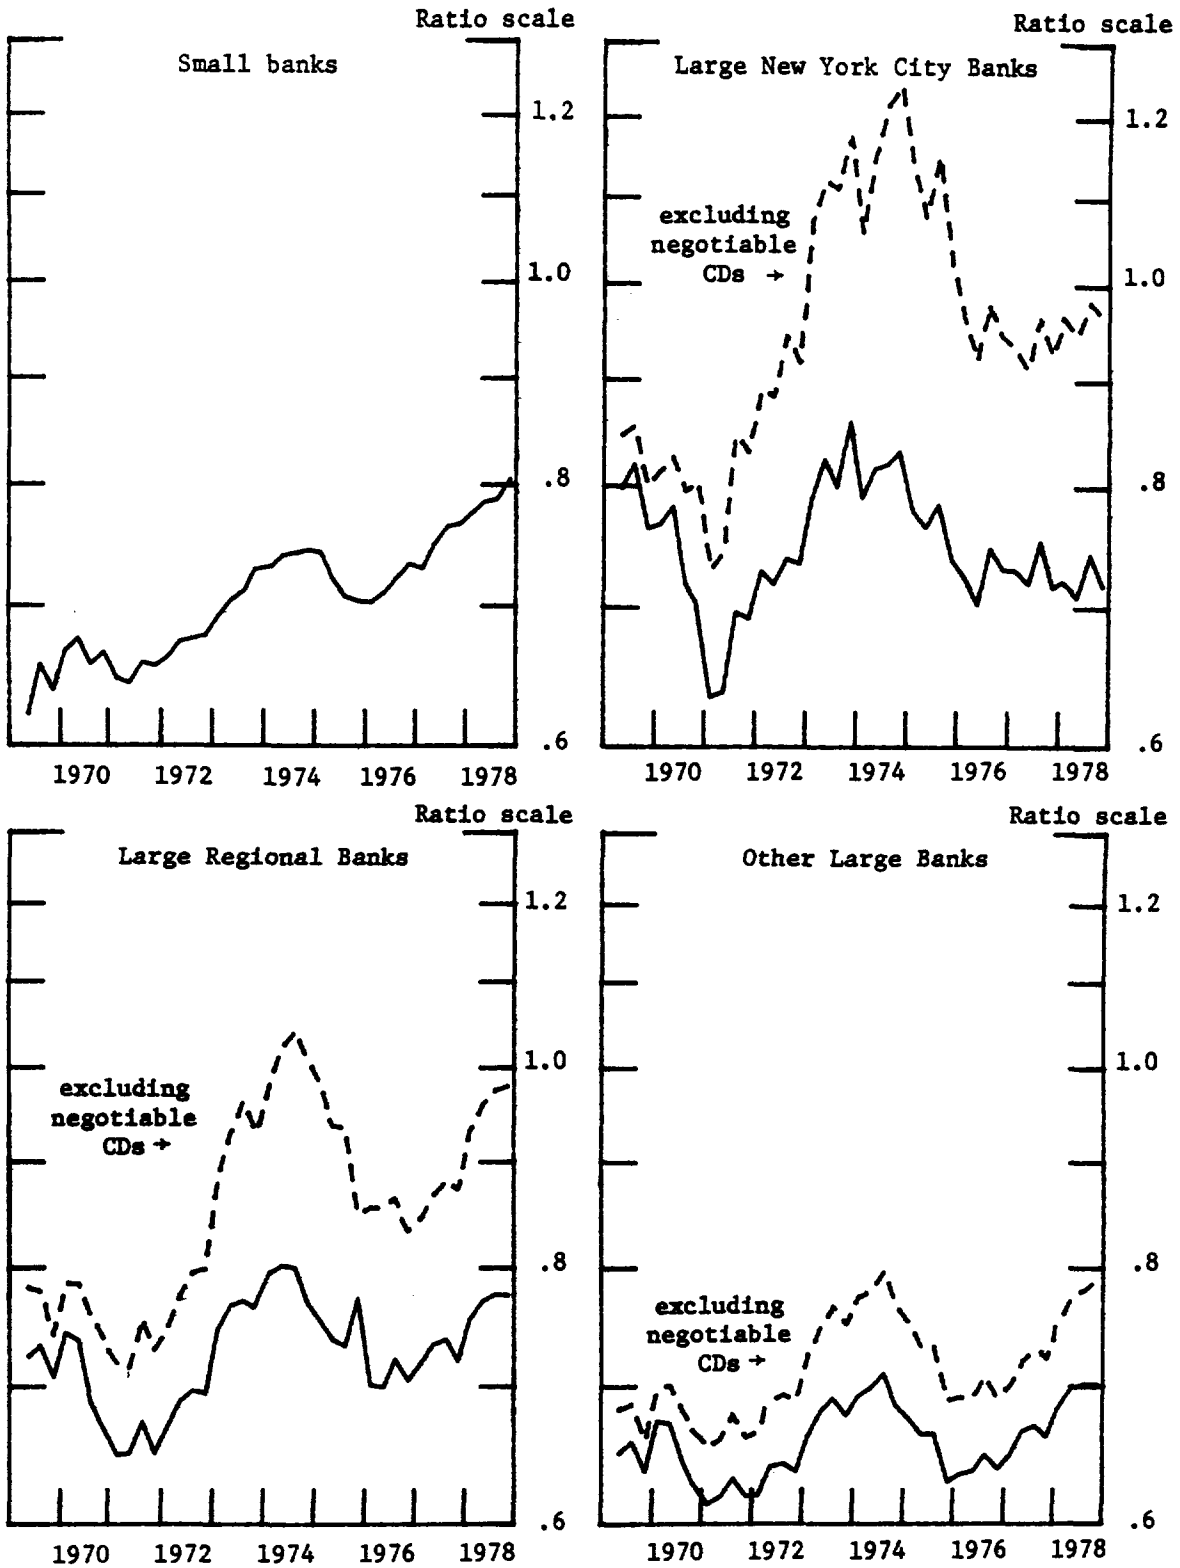 Ratio scale
Small banks
1.2
1.0
.8
.6
1970 1972 1974 1976 1978
Ratio scale
Large New York City Banks
1.2
excluding
negotiable
CDs →
1.0
.8
.6
1970 1972 1974 1976 1978
Ratio scale
Large Regional Banks
1.2
1.0
excluding
negotiable
CDs →
.8
.6
1970 1972 1974 1976 1978
Ratio scale
Other Large Banks
1.2
1.0
.8
excluding
negotiable
CDs →
.6
1970 1972 1974 1976 1978